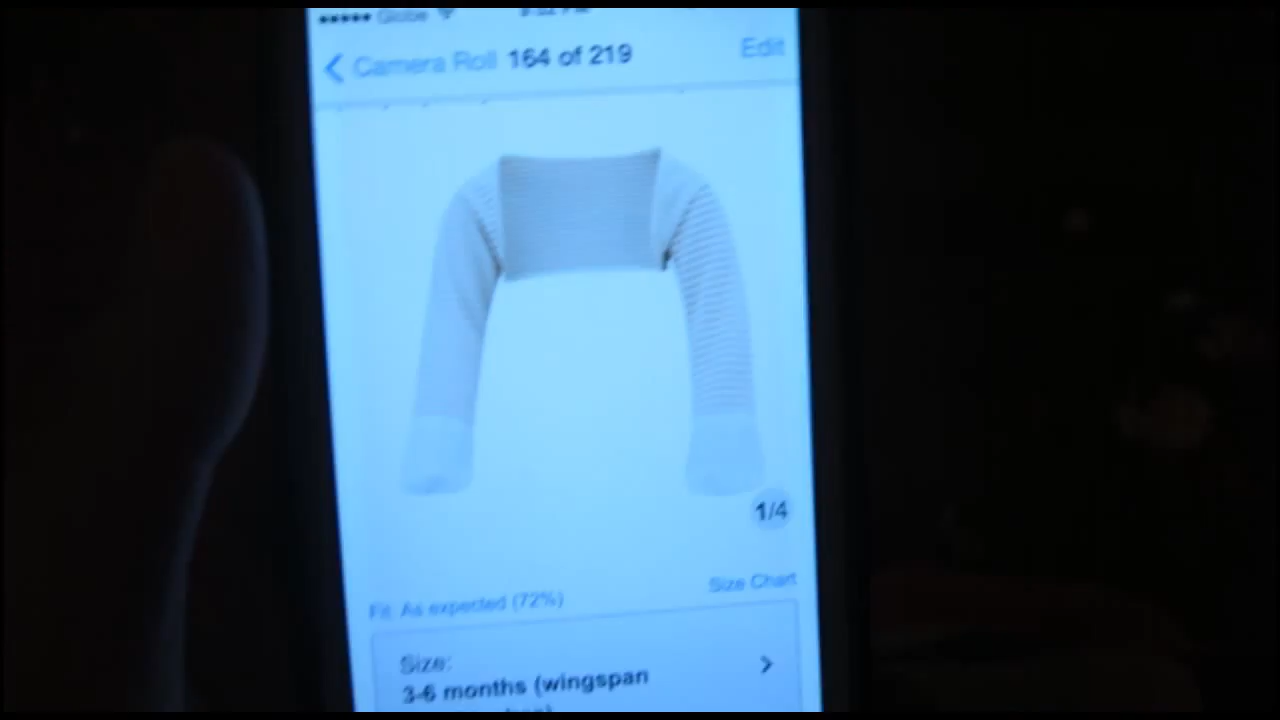 Globe
Camera Roll 164 of 219 Edit
1/4
Fit: As expected (72%) Size Chart
Size:
3-6 months (wingspan